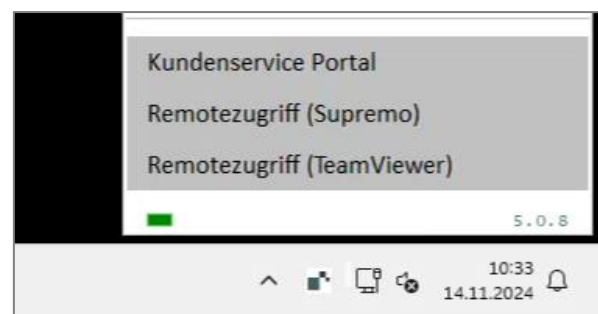 Kundenservice Portal
Remotezugriff (Supremo)
Remotezugriff (TeamViewer)
5.0.8
10:33
14.11.2024